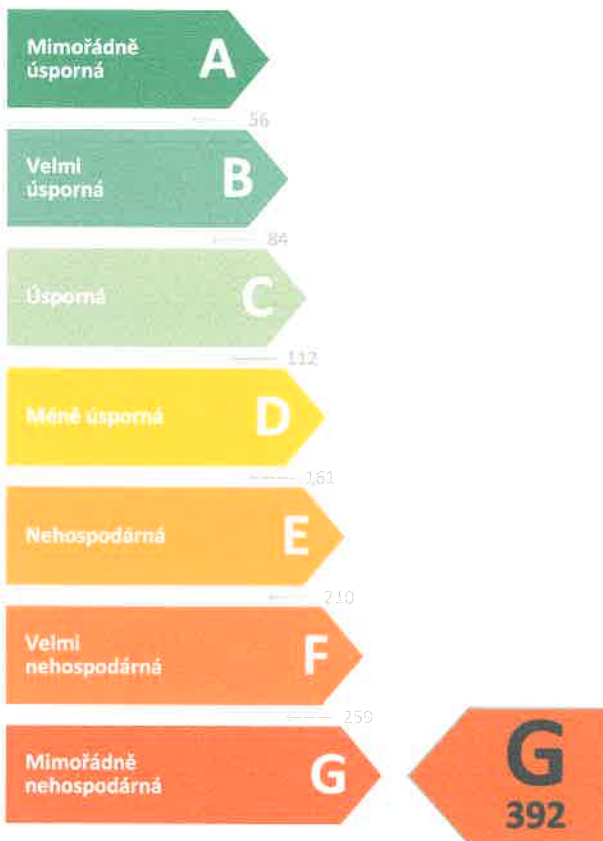 Mimořádně
úsporná
A
56
Velmi
úsporná
B
84
Úsporná
C
112
Méně úsporná
D
161
Nehospodárná
E
210
Velmi
nehospodárná
F
259
Mimořádně
nehospodárná
G
G
392